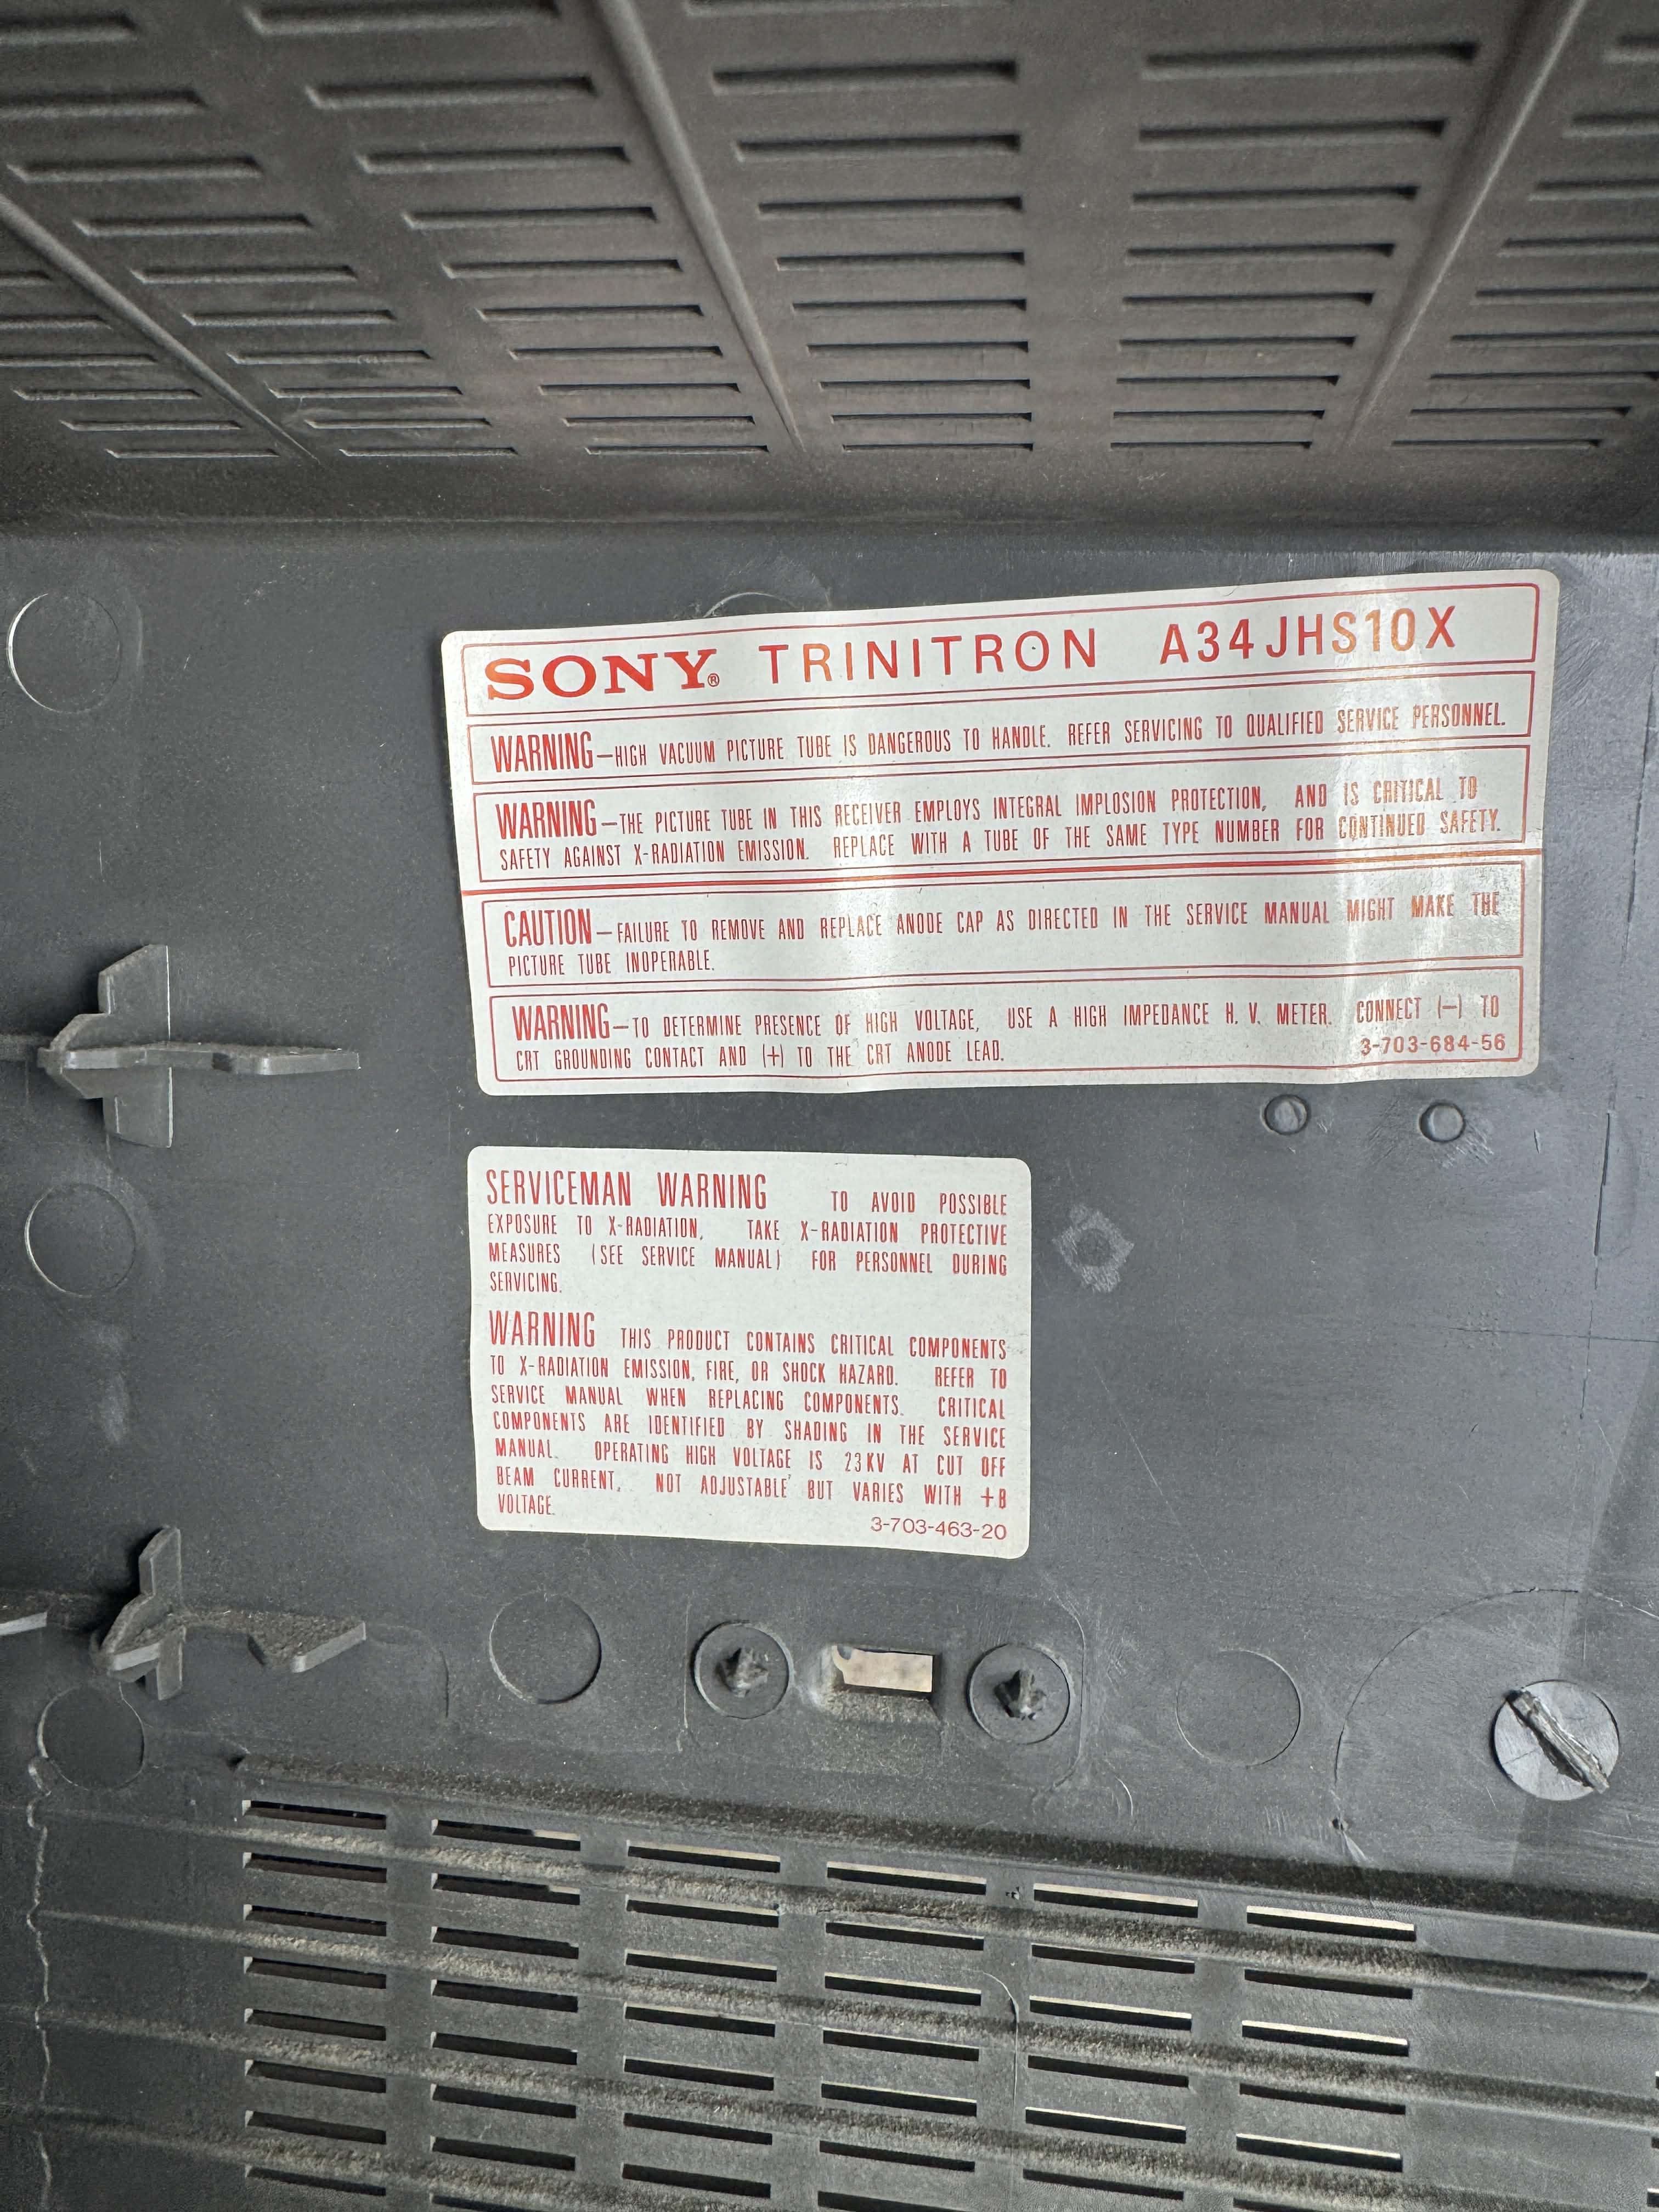 SONY® TRINITRON A34JHS10X
WARNING—HIGH VACUUM PICTURE TUBE IS DANGEROUS TO HANDLE. REFER SERVICING TO QUALIFIED SERVICE PERSONNEL.
WARNING—THE PICTURE TUBE IN THIS RECEIVER EMPLOYS INTEGRAL IMPLOSION PROTECTION, AND IS CRITICAL TO
SAFETY AGAINST X-RADIATION EMISSION. REPLACE WITH A TUBE OF THE SAME TYPE NUMBER FOR CONTINUED SAFETY.
CAUTION—FAILURE TO REMOVE AND REPLACE ANODE CAP AS DIRECTED IN THE SERVICE MANUAL MIGHT MAKE THE
PICTURE TUBE INOPERABLE.
WARNING—TO DETERMINE PRESENCE OF HIGH VOLTAGE, USE A HIGH IMPEDANCE H. V. METER. CONNECT (—) TO
CRT GROUNDING CONTACT AND (+) TO THE CRT ANODE LEAD.
3-703-684-56
SERVICEMAN WARNING TO AVOID POSSIBLE
EXPOSURE TO X-RADIATION, TAKE X-RADIATION PROTECTIVE
MEASURES (SEE SERVICE MANUAL) FOR PERSONNEL DURING
SERVICING.
WARNING THIS PRODUCT CONTAINS CRITICAL COMPONENTS
TO X-RADIATION EMISSION, FIRE, OR SHOCK HAZARD. REFER TO
SERVICE MANUAL WHEN REPLACING COMPONENTS. CRITICAL
COMPONENTS ARE IDENTIFIED BY SHADING IN THE SERVICE
MANUAL. OPERATING HIGH VOLTAGE IS 23KV AT CUT OFF
BEAM CURRENT, NOT ADJUSTABLE BUT VARIES WITH +B
VOLTAGE.
3-703-463-20